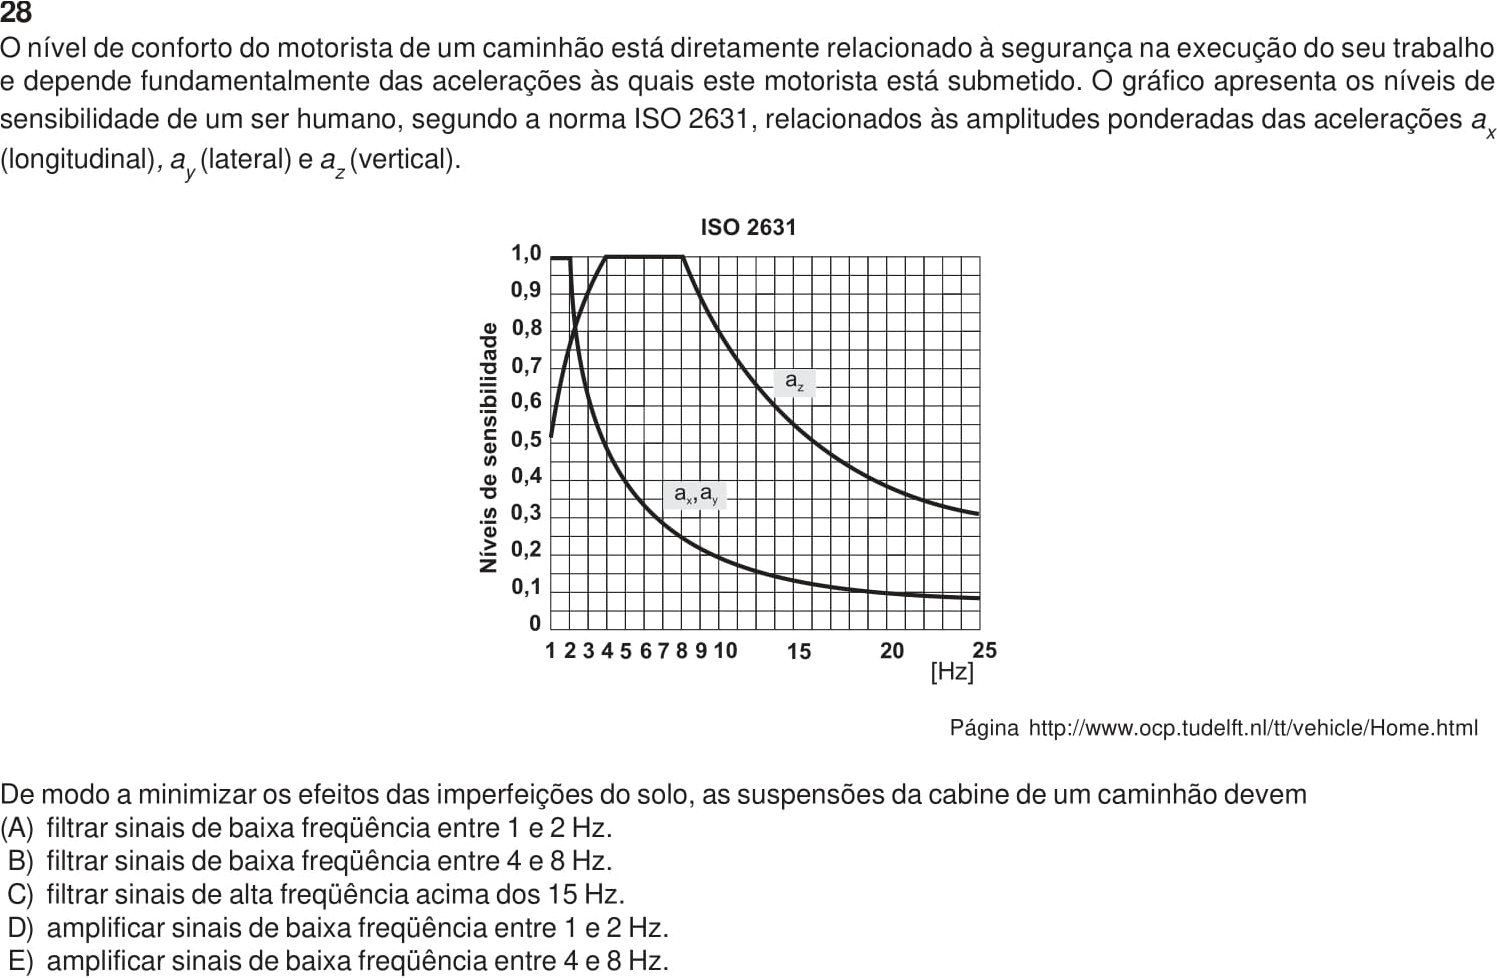 28
O nível de conforto do motorista de um caminhão está diretamente relacionado à segurança na execução do seu trabalho
e depende fundamentalmente das acelerações às quais este motorista está submetido. O gráfico apresenta os níveis de
sensibilidade de um ser humano, segundo a norma ISO 2631, relacionados às amplitudes ponderadas das acelerações ax
(longitudinal), ay (lateral) e az (vertical).
ISO 2631
Níveis de sensibilidade
1,0
0,9
0,8
0,7
0,6
0,5
0,4
0,3
0,2
0,1
0
az
ax,ay
1 2 3 4 5 6 7 8 9 10 15 20 25
[Hz]
Página http://www.ocp.tudelft.nl/tt/vehicle/Home.html
De modo a minimizar os efeitos das imperfeições do solo, as suspensões da cabine de um caminhão devem
(A) filtrar sinais de baixa freqüência entre 1 e 2 Hz.
B) filtrar sinais de baixa freqüência entre 4 e 8 Hz.
C) filtrar sinais de alta freqüência acima dos 15 Hz.
D) amplificar sinais de baixa freqüência entre 1 e 2 Hz.
E) amplificar sinais de baixa freqüência entre 4 e 8 Hz.